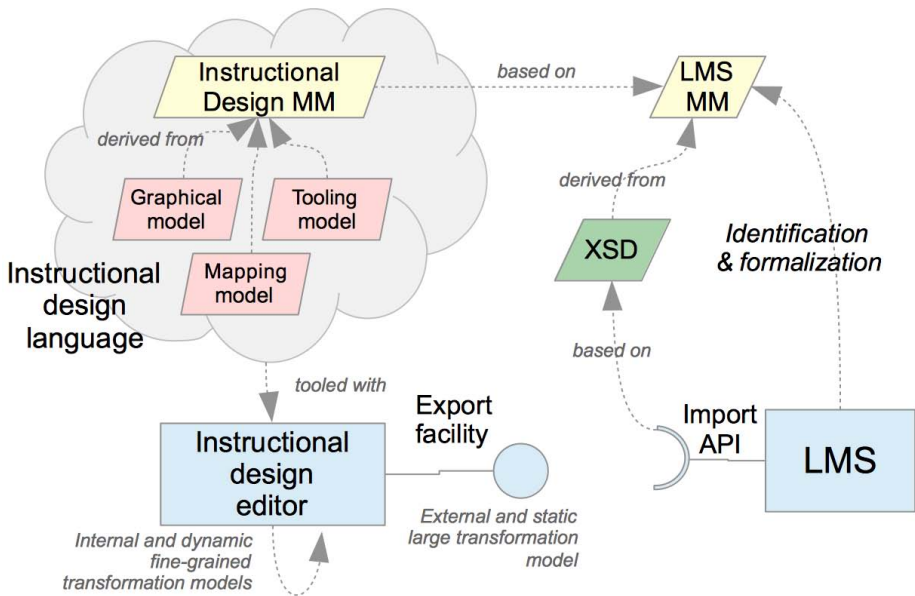 Instructional
Design MM
based on
LMS
MM
derived from
Graphical
model
Tooling
model
Mapping
model
Instructional
design
language
derived from
XSD
Identification
& formalization
based on
tooled with
Instructional
design
editor
Export
facility
Import
API
LMS
Internal and dynamic
fine-grained
transformation models
External and static
large transformation
model